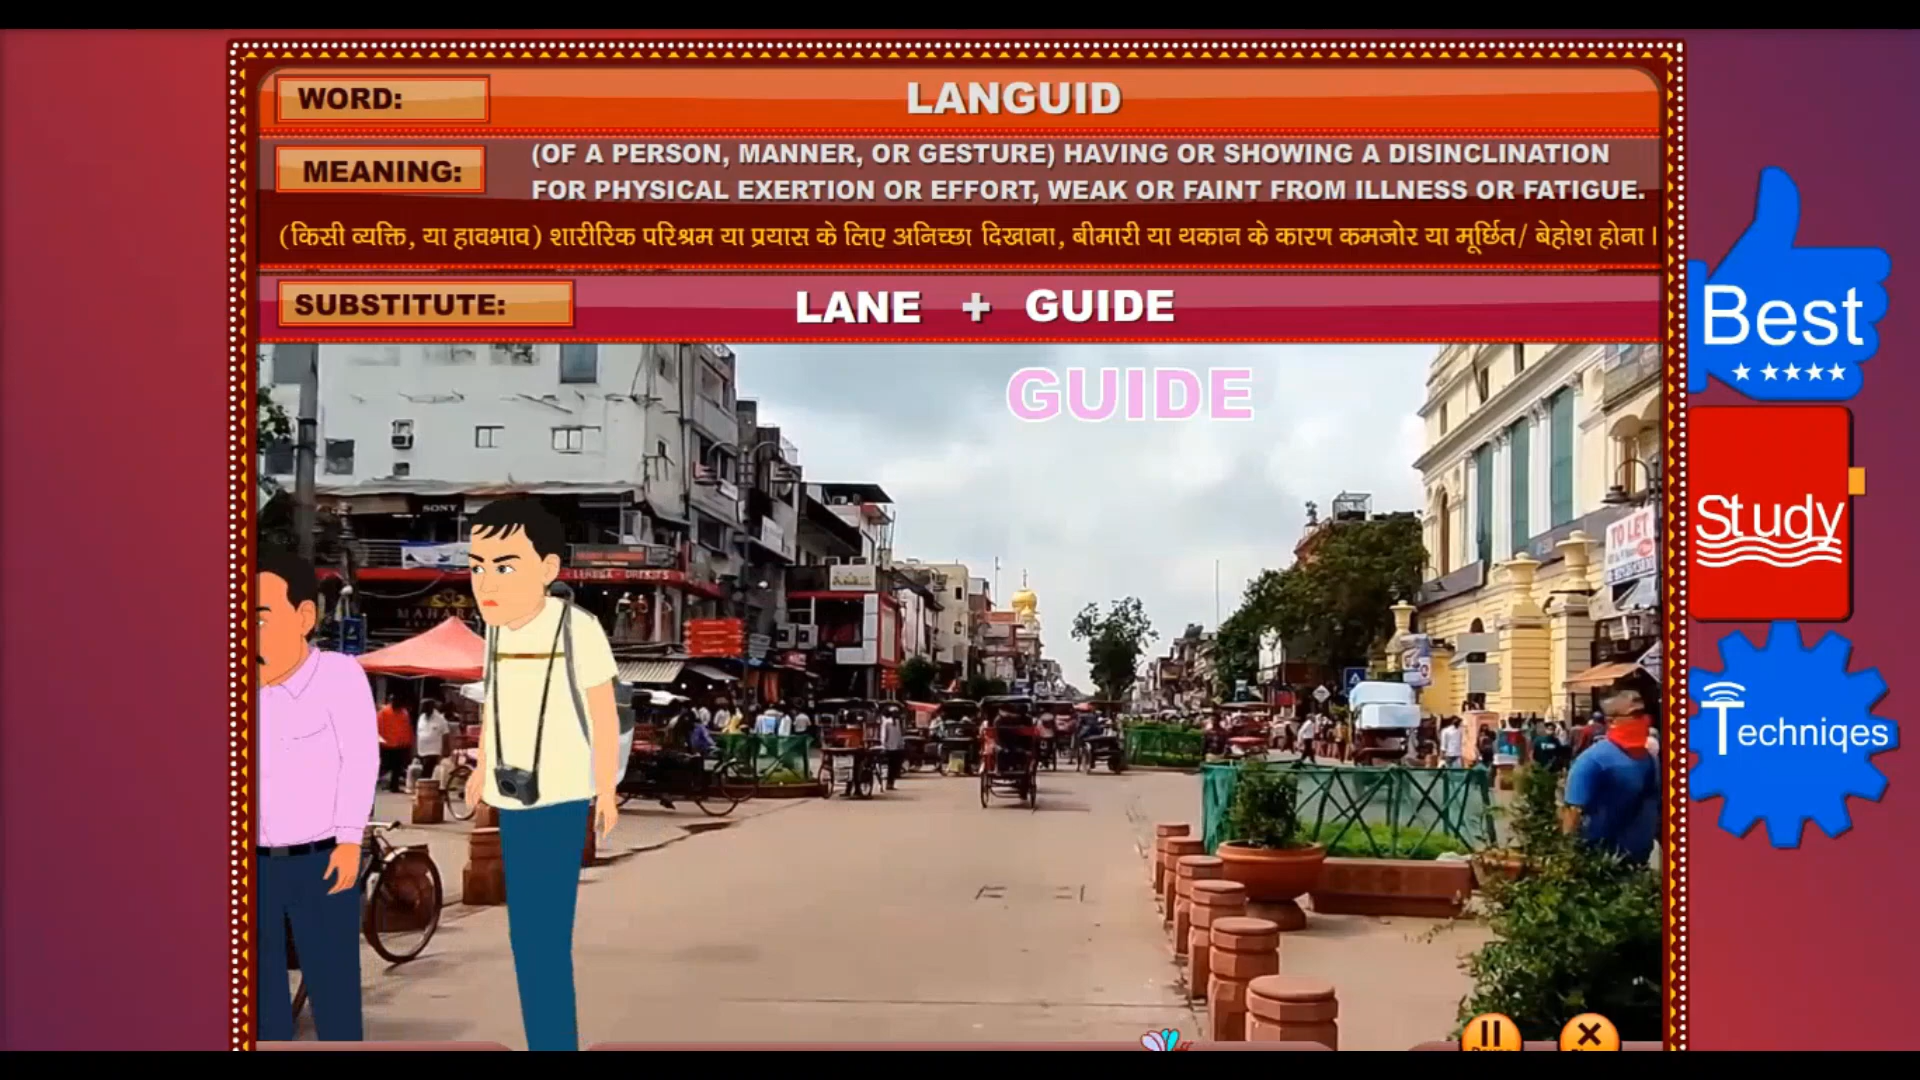 WORD:
LANGUID
MEANING:
(OF A PERSON, MANNER, OR GESTURE) HAVING OR SHOWING A DISINCLINATION
FOR PHYSICAL EXERTION OR EFFORT, WEAK OR FAINT FROM ILLNESS OR FATIGUE.
(किसी व्यक्ति, या हावभाव) शारीरिक परिश्रम या प्रयास के लिए अनिच्छा दिखाना, बीमारी या थकान के कारण कमजोर या मूर्छित/ बेहोश होना।
SUBSTITUTE:
LANE + GUIDE
GUIDE
SONY
TO LET
Best
Study
Techniqes